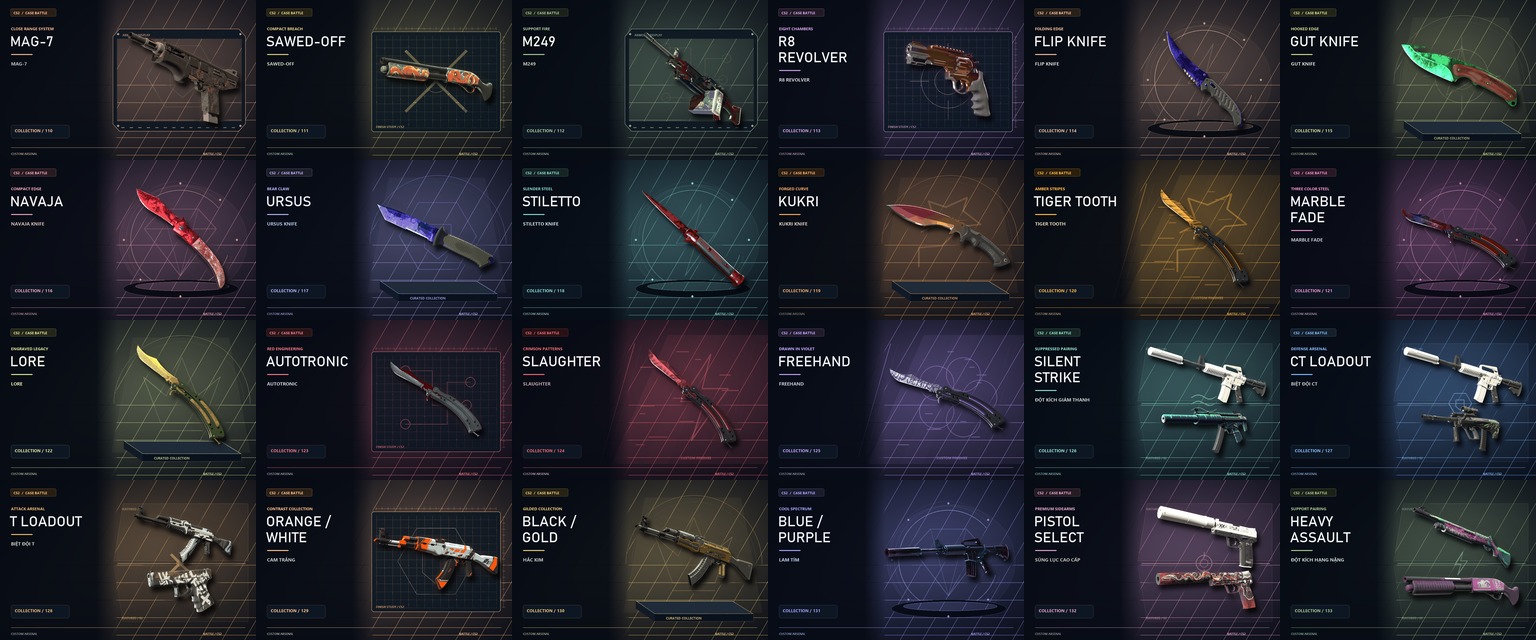 CS2 / CASE BATTLE
CLOSE RANGE SYSTEM
MAG-7
MAG-7
COLLECTION / 110
CS2 / CASE BATTLE
COMPACT BREACH
SAWED-OFF
SAWED-OFF
COLLECTION / 111
CS2 / CASE BATTLE
SUPPORT FIRE
M249
M249
COLLECTION / 112
CS2 / CASE BATTLE
EIGHT CHAMBERS
R8
REVOLVER
R8 REVOLVER
COLLECTION / 113
CS2 / CASE BATTLE
FOLDING EDGE
FLIP KNIFE
FLIP KNIFE
COLLECTION / 114
CS2 / CASE BATTLE
HOOKED EDGE
GUT KNIFE
GUT KNIFE
COLLECTION / 115
CURATED COLLECTION
CS2 / CASE BATTLE
COMPACT EDGE
NAVAJA
NAVAJA KNIFE
COLLECTION / 116
CS2 / CASE BATTLE
BEAR CLAW
URSUS
URSUS KNIFE
COLLECTION / 117
CURATED COLLECTION
CS2 / CASE BATTLE
SLENDER STEEL
STILETTO
STILETTO KNIFE
COLLECTION / 118
CS2 / CASE BATTLE
FORGED CURVE
KUKRI
KUKRI KNIFE
COLLECTION / 119
CURATED COLLECTION
CS2 / CASE BATTLE
AMBER STRIPES
TIGER TOOTH
TIGER TOOTH
COLLECTION / 120
CS2 / CASE BATTLE
THREE COLOR STEEL
MARBLE
FADE
MARBLE FADE
COLLECTION / 121
CS2 / CASE BATTLE
ENGRAVED LEGACY
LORE
LORE
COLLECTION / 122
CURATED COLLECTION
CS2 / CASE BATTLE
RED ENGINEERING
AUTOTRONIC
AUTOTRONIC
COLLECTION / 123
CS2 / CASE BATTLE
CRIMSON PATTERNS
SLAUGHTER
SLAUGHTER
COLLECTION / 124
CS2 / CASE BATTLE
DRAWN IN VIOLET
FREEHAND
FREEHAND
COLLECTION / 125
CS2 / CASE BATTLE
SUPPRESSED PAIRING
SILENT
STRIKE
ĐỘT KÍCH GIẢM THANH
COLLECTION / 126
CS2 / CASE BATTLE
DEFENSE ARSENAL
CT LOADOUT
BIỆT ĐỘI CT
COLLECTION / 127
CS2 / CASE BATTLE
ATTACK ARSENAL
T LOADOUT
BIỆT ĐỘI T
COLLECTION / 128
CS2 / CASE BATTLE
CONTRAST COLLECTION
ORANGE /
WHITE
CAM TRẮNG
COLLECTION / 129
CS2 / CASE BATTLE
GILDED COLLECTION
BLACK /
GOLD
HẮC KIM
COLLECTION / 130
CURATED COLLECTION
CS2 / CASE BATTLE
COOL SPECTRUM
BLUE /
PURPLE
LAM TÍM
COLLECTION / 131
CS2 / CASE BATTLE
PREMIUM SIDEARMS
PISTOL
SELECT
SÚNG LỤC CAO CẤP
COLLECTION / 132
CS2 / CASE BATTLE
SUPPORT PAIRING
HEAVY
ASSAULT
ĐỘT KÍCH HẠNG NẶNG
COLLECTION / 133